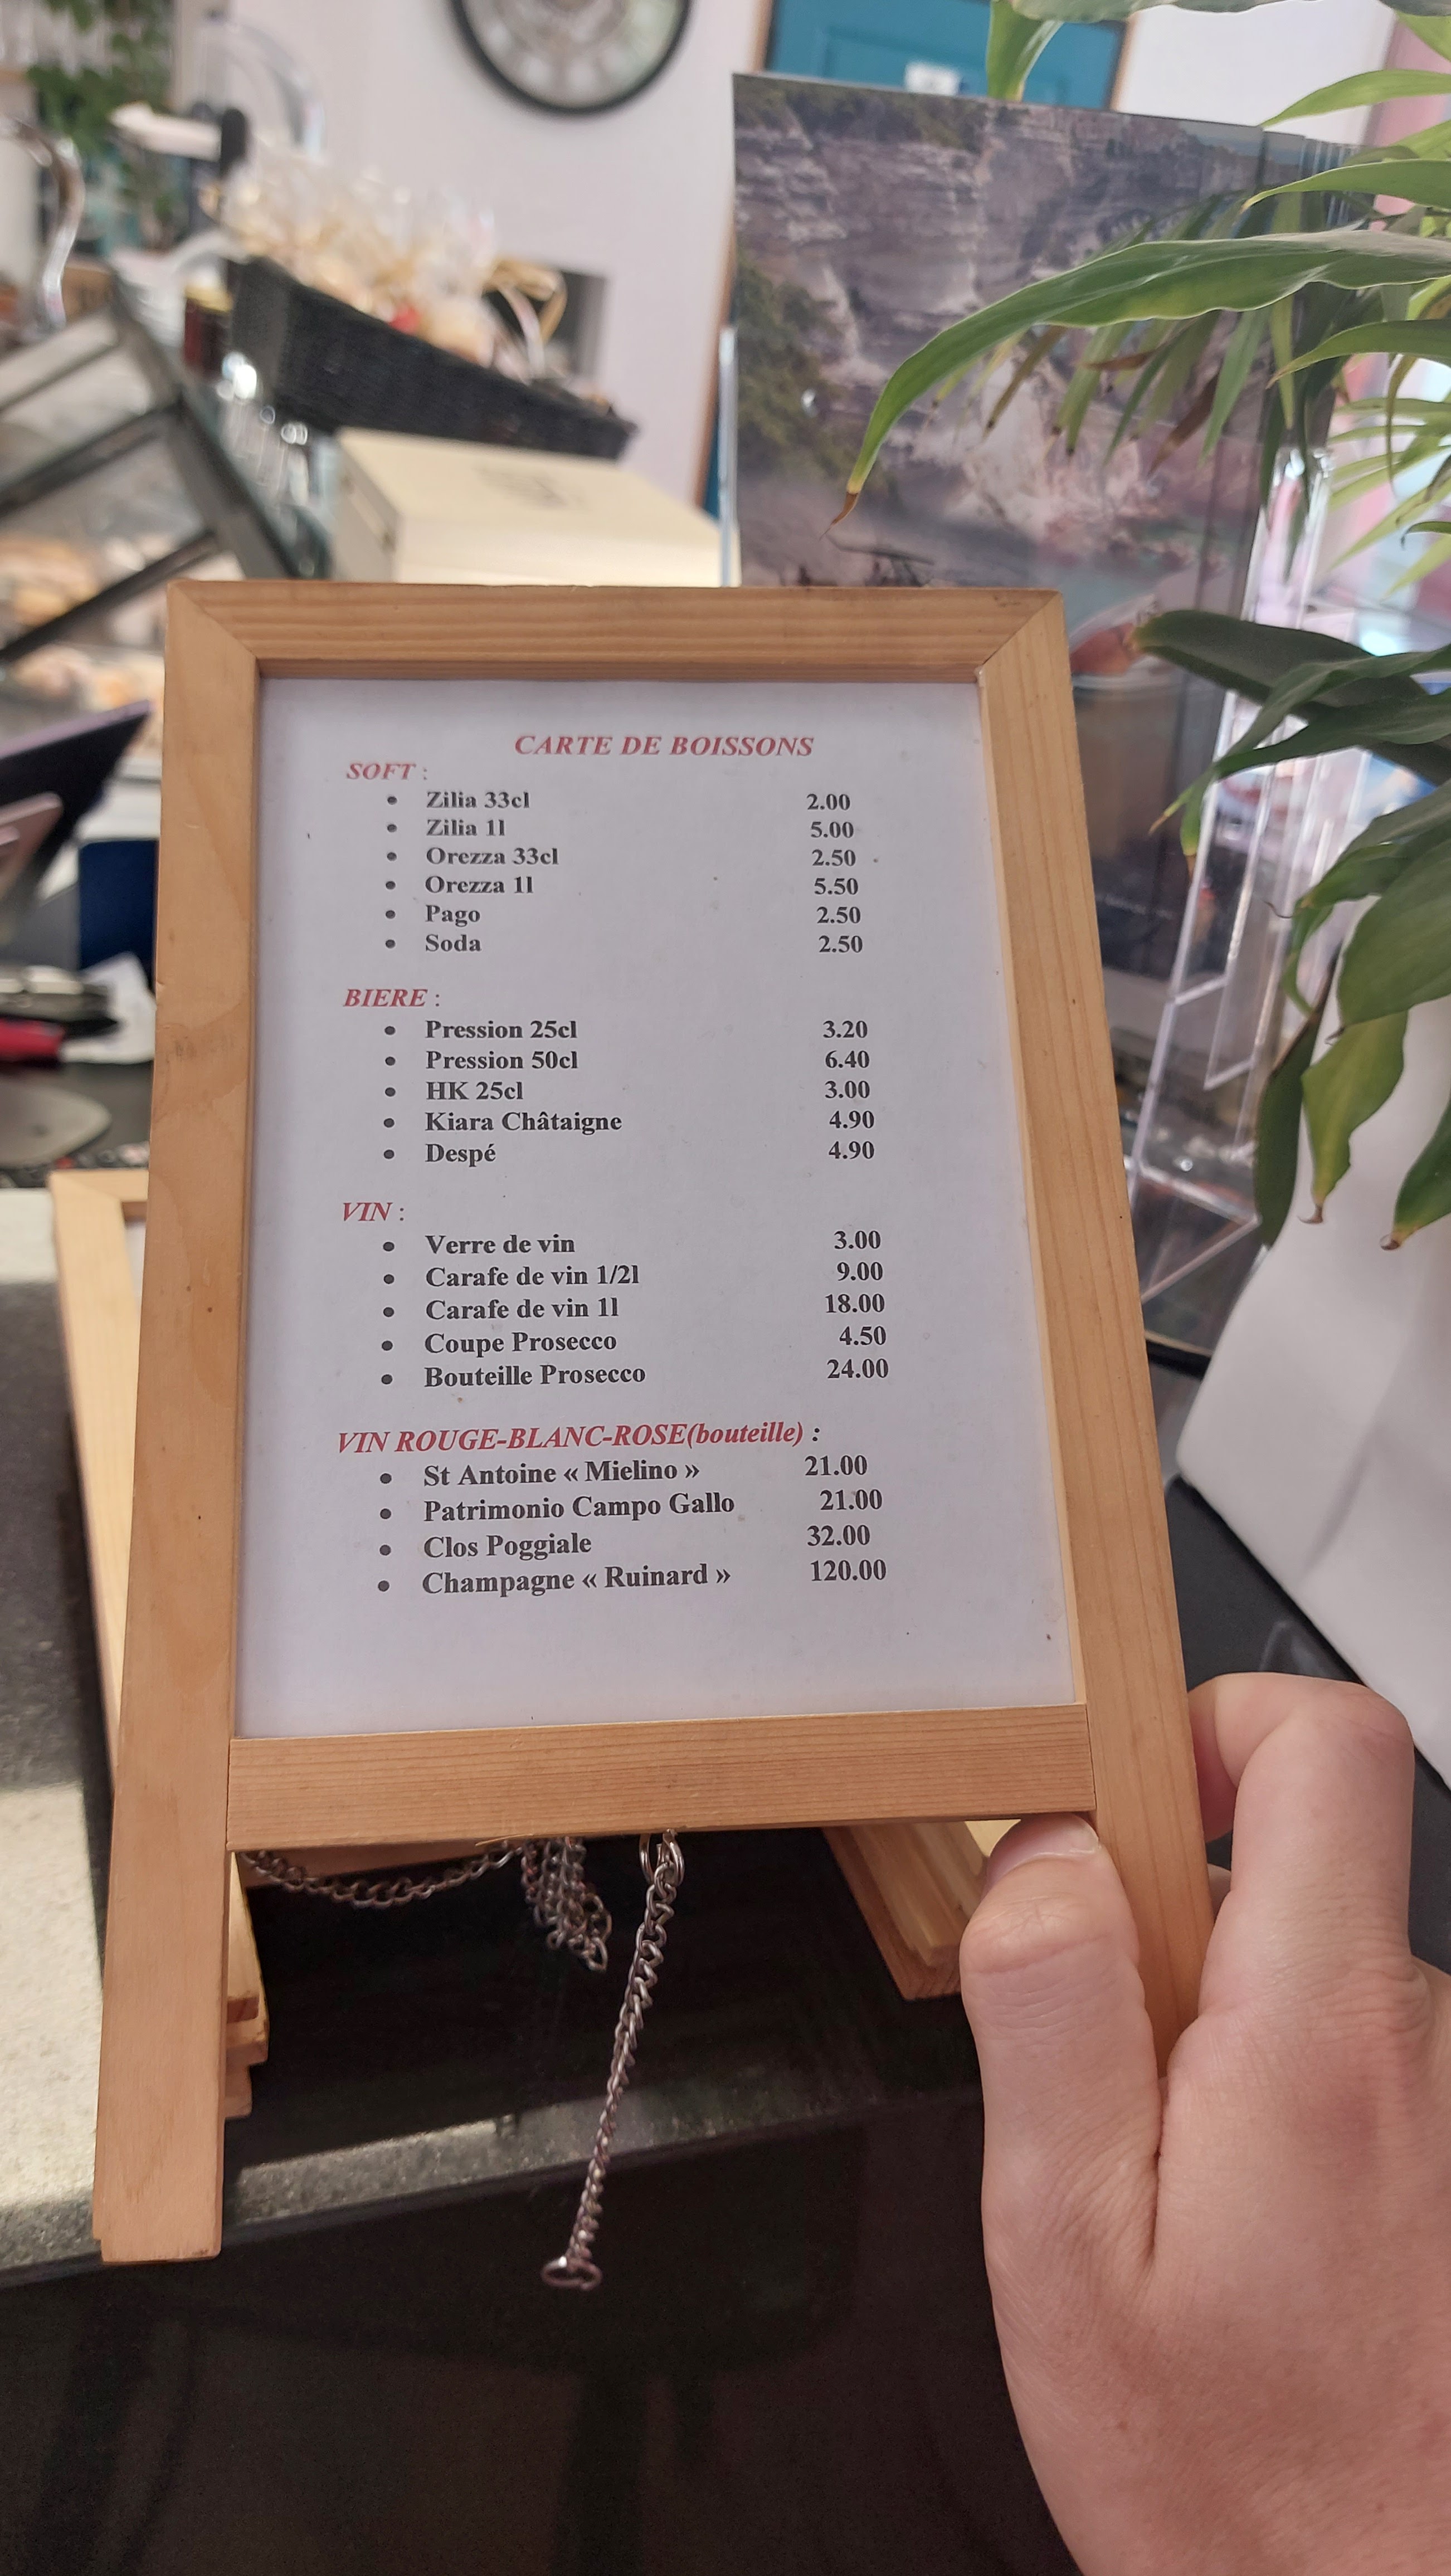 CARTE DE BOISSONS
SOFT :
• Zilia 33cl 2.00
• Zilia 1l 5.00
• Orezza 33cl 2.50
• Orezza 1l 5.50
• Pago 2.50
• Soda 2.50
BIERE :
• Pression 25cl 3.20
• Pression 50cl 6.40
• HK 25cl 3.00
• Kiara Châtaigne 4.90
• Despé 4.90
VIN :
• Verre de vin 3.00
• Carafe de vin 1/2l 9.00
• Carafe de vin 1l 18.00
• Coupe Prosecco 4.50
• Bouteille Prosecco 24.00
VIN ROUGE-BLANC-ROSE(bouteille) :
• St Antoine « Mielino » 21.00
• Patrimonio Campo Gallo 21.00
• Clos Poggiale 32.00
• Champagne « Ruinard » 120.00